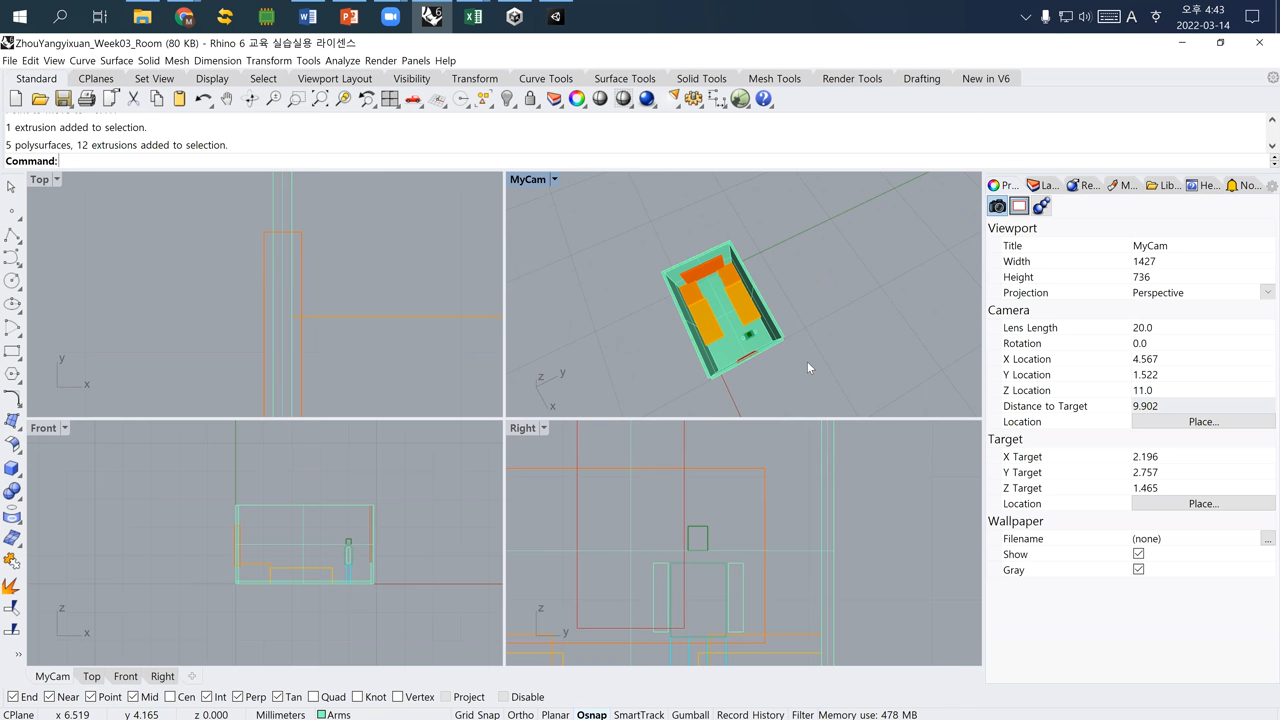 오후 4:43
A
2022-03-14
ZhouYangyixuan_Week03_Room (80 KB) - Rhino 6 교육 실습실용 라이센스
File Edit View Curve Surface Solid Mesh Dimension Transform Tools Analyze Render Panels Help
Standard CPlanes Set View Display Select Viewport Layout Visibility Transform Curve Tools Surface Tools Solid Tools Mesh Tools Render Tools Drafting New in V6
1 extrusion added to selection.
5 polysurfaces, 12 extrusions added to selection.
Command:
Top
MyCam
Pr... La... Re... M... Lib... He... No...
Viewport
Title MyCam
Width 1427
Height 736
Projection Perspective
Camera
Lens Length 20.0
Rotation 0.0
X Location 4.567
Y Location 1.522
Z Location 11.0
Distance to Target 9.902
Location Place...
Target
X Target 2.196
Y Target 2.757
Z Target 1.465
Location Place...
Wallpaper
Filename (none) ...
Show
Gray
y
x
z y
x
Front
Right
z
x
z
y
MyCam Top Front Right
End Near Point Mid Cen Int Perp Tan Quad Knot Vertex Project Disable
CPlane x 6.519 y 4.165 z 0.000 Millimeters Arms Grid Snap Ortho Planar Osnap SmartTrack Gumball Record History Filter Memory use: 478 MB